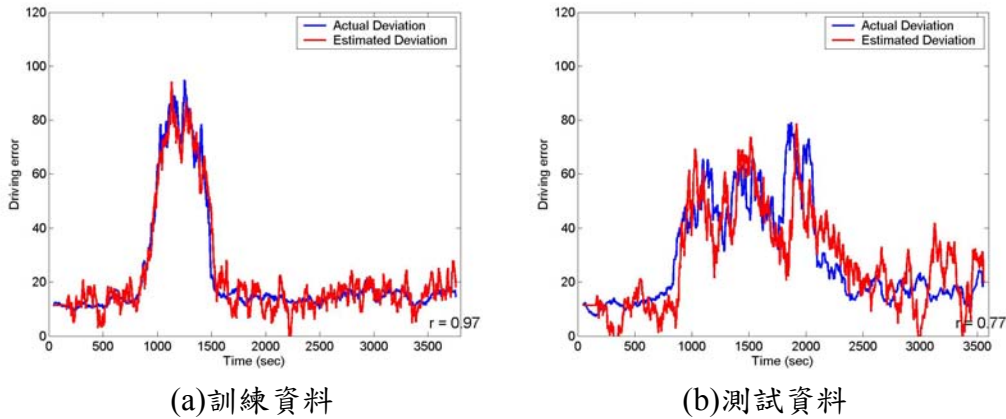 120
100
80
60
40
20
0
Driving error
Actual Deviation
Estimated Deviation
r = 0.97
0 500 1000 1500 2000 2500 3000 3500
Time (sec)
(a)訓練資料
120
100
80
60
40
20
0
Driving error
Actual Deviation
Estimated Deviation
r = 0.77
0 500 1000 1500 2000 2500 3000 3500
Time (sec)
(b)測試資料